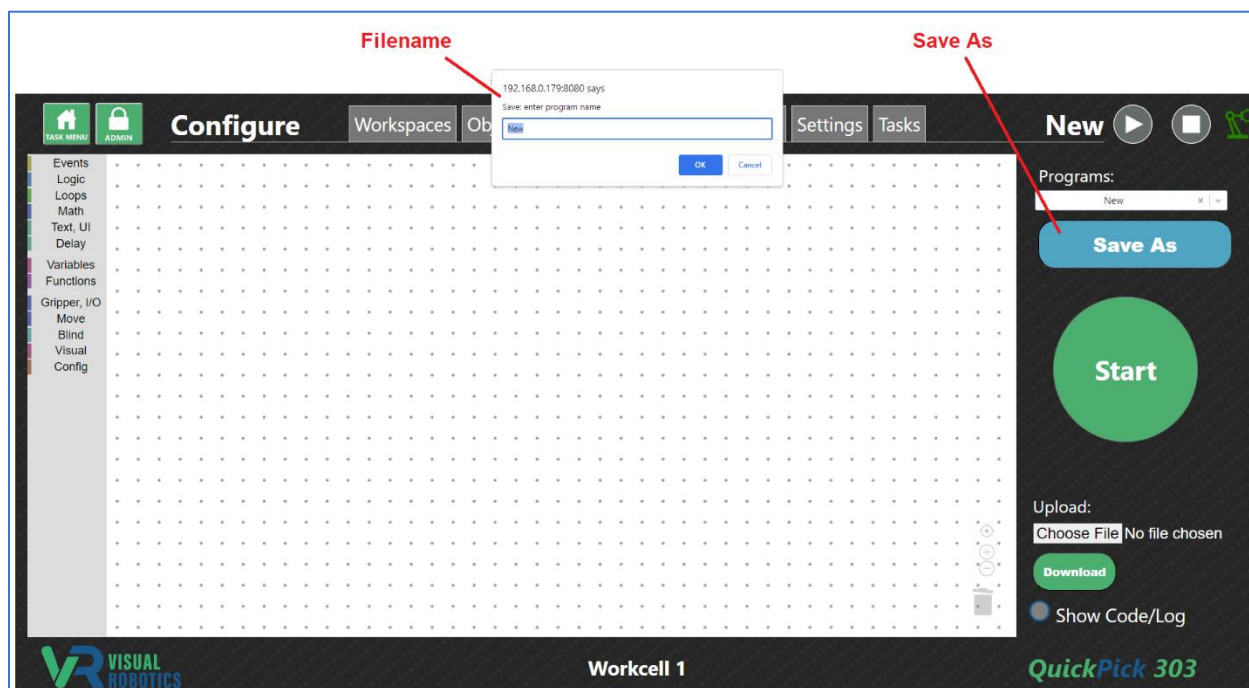 Filename
Save As
192.168.0.179:8080 says
Save: enter program name
New
OK
Cancel
TASK MENU
ADMIN
Configure
Workspaces
Ob
Settings
Tasks
New
Events
Logic
Loops
Math
Text, UI
Delay
Variables
Functions
Gripper, I/O
Move
Blind
Visual
Config
Programs:
New
Save As
Start
Upload:
Choose File No file chosen
Download
Show Code/Log
VR VISUAL
ROBOTICS
Workcell 1
QuickPick 303